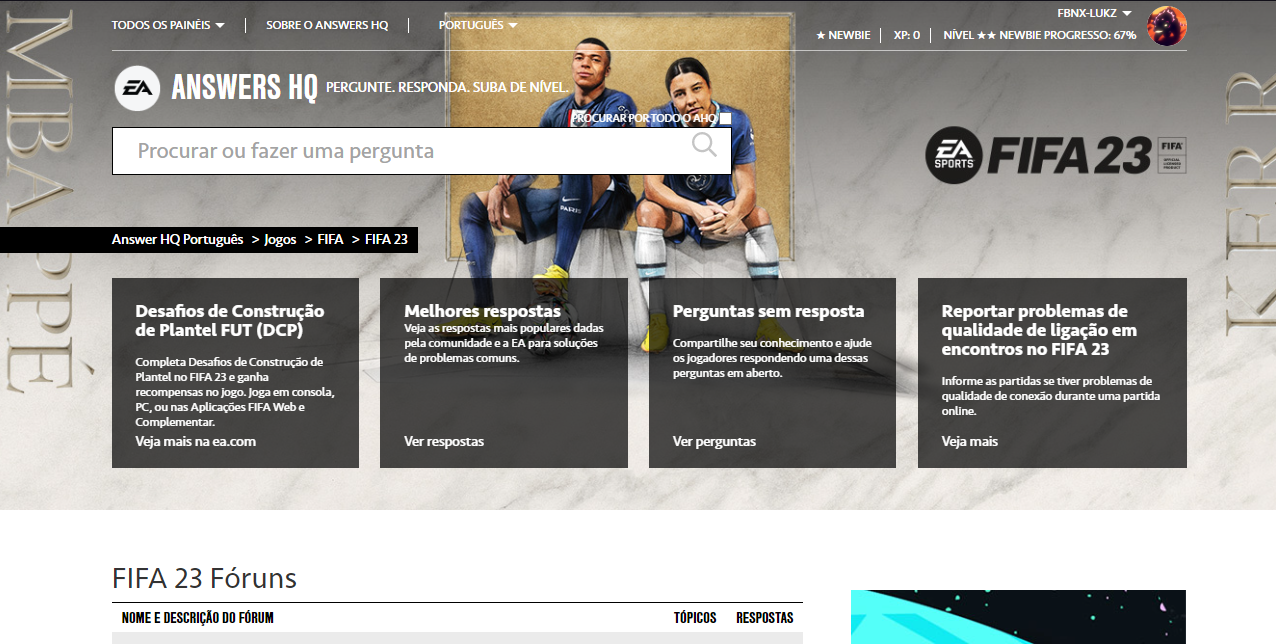 TODOS OS PAINÉIS
SOBRE O ANSWERS HQ
PORTUGUÊS
FBNX-LUKZ
★ NEWBIE
XP: 0
NÍVEL ★★ NEWBIE PROGRESSO: 67%
EA
ANSWERS HQ
PERGUNTE. RESPONDA. SUBA DE NÍVEL.
PROCURAR POR TODO O AHQ
Procurar ou fazer uma pergunta
MBAPPÉ
KERR
PARIS
EA SPORTS
FIFA 23
FIFA
OFFICIAL
LICENSED
PRODUCT
Answer HQ Português > Jogos > FIFA > FIFA 23
Desafios de Construção
de Plantel FUT (DCP)
Completa Desafios de Construção de
Plantel no FIFA 23 e ganha
recompensas no jogo. Joga em consola,
PC, ou nas Aplicações FIFA Web e
Complementar.
Veja mais na ea.com
Melhores respostas
Veja as respostas mais populares dadas
pela comunidade e a EA para soluções
de problemas comuns.
Ver respostas
Perguntas sem resposta
Compartilhe seu conhecimento e ajude
os jogadores respondendo uma dessas
perguntas em aberto.
Ver perguntas
Reportar problemas de
qualidade de ligação em
encontros no FIFA 23
Informe as partidas se tiver problemas de
qualidade de conexão durante uma partida
online.
Veja mais
FIFA 23 Fóruns
NOME E DESCRIÇÃO DO FÓRUM
TÓPICOS
RESPOSTAS